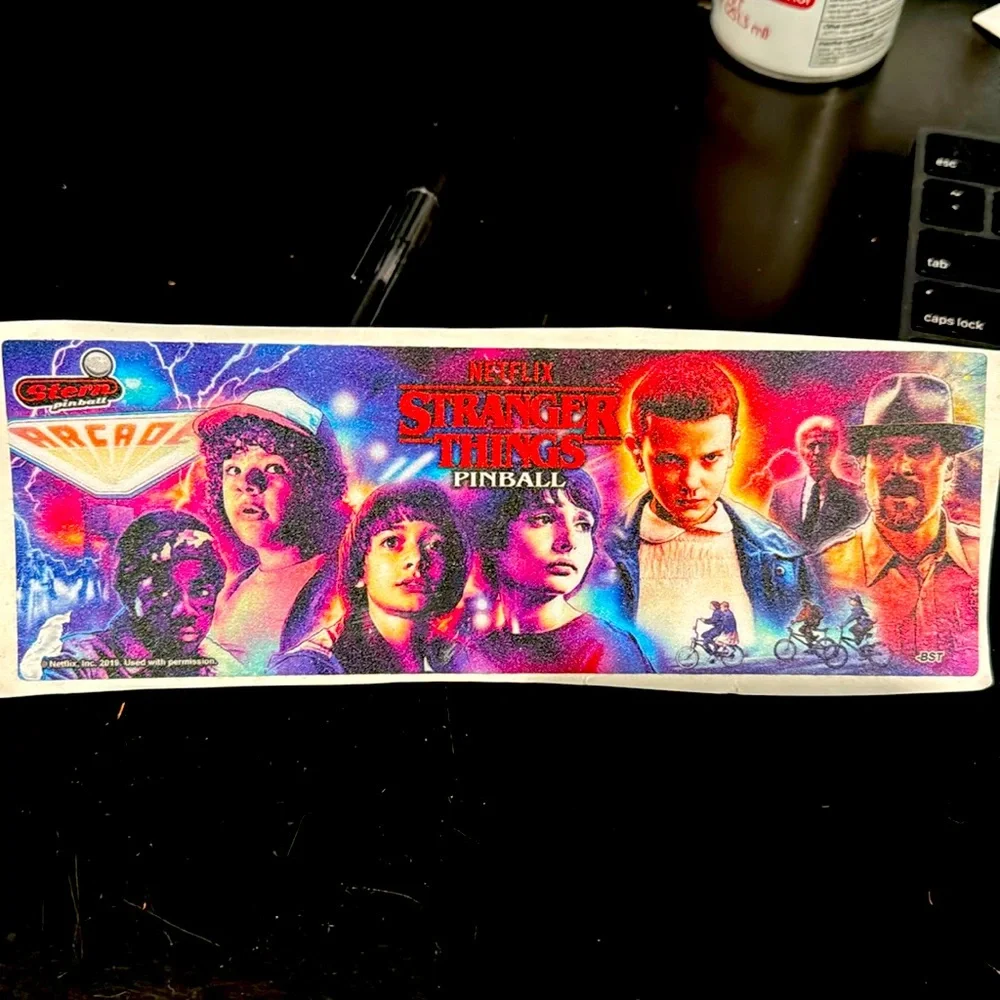 esc
tab
caps lock
Stern
pinball
ARCADE
NETFLIX
STRANGER
THINGS
PINBALL
© Netflix, Inc. 2019. Used with permission.
-BST